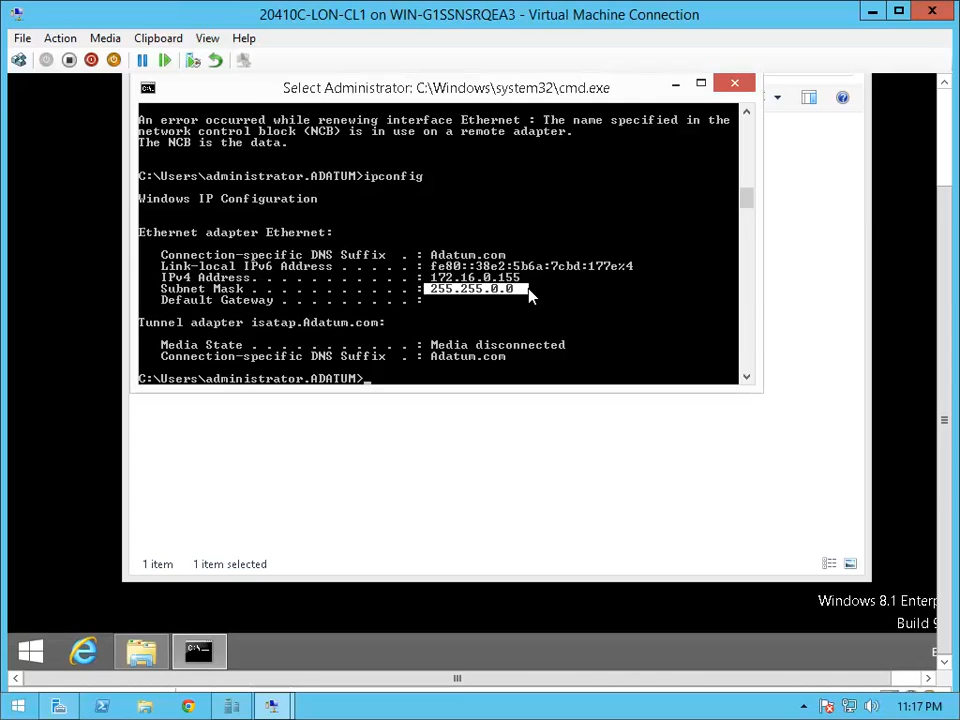 20410C-LON-CL1 on WIN-G1SSNSRQEA3 - Virtual Machine Connection
File Action Media Clipboard View Help
Select Administrator: C:\Windows\system32\cmd.exe
An error occurred while renewing interface Ethernet : The name specified in the
network control block (NCB) is in use on a remote adapter.
The NCB is the data.
C:\Users\administrator.ADATUM>ipconfig
Windows IP Configuration
Ethernet adapter Ethernet:
Connection-specific DNS Suffix . : Adatum.com
Link-local IPv6 Address . . . . . : fe80::38e2:5b6a:7cbd:177e%4
IPv4 Address. . . . . . . . . . . : 172.16.0.155
Subnet Mask . . . . . . . . . . . : 255.255.0.0
Default Gateway . . . . . . . . . :
Tunnel adapter isatap.Adatum.com:
Media State . . . . . . . . . . . : Media disconnected
Connection-specific DNS Suffix . : Adatum.com
C:\Users\administrator.ADATUM>_
1 item 1 item selected
Windows 8.1 Enterp
Build 9
11:17 PM